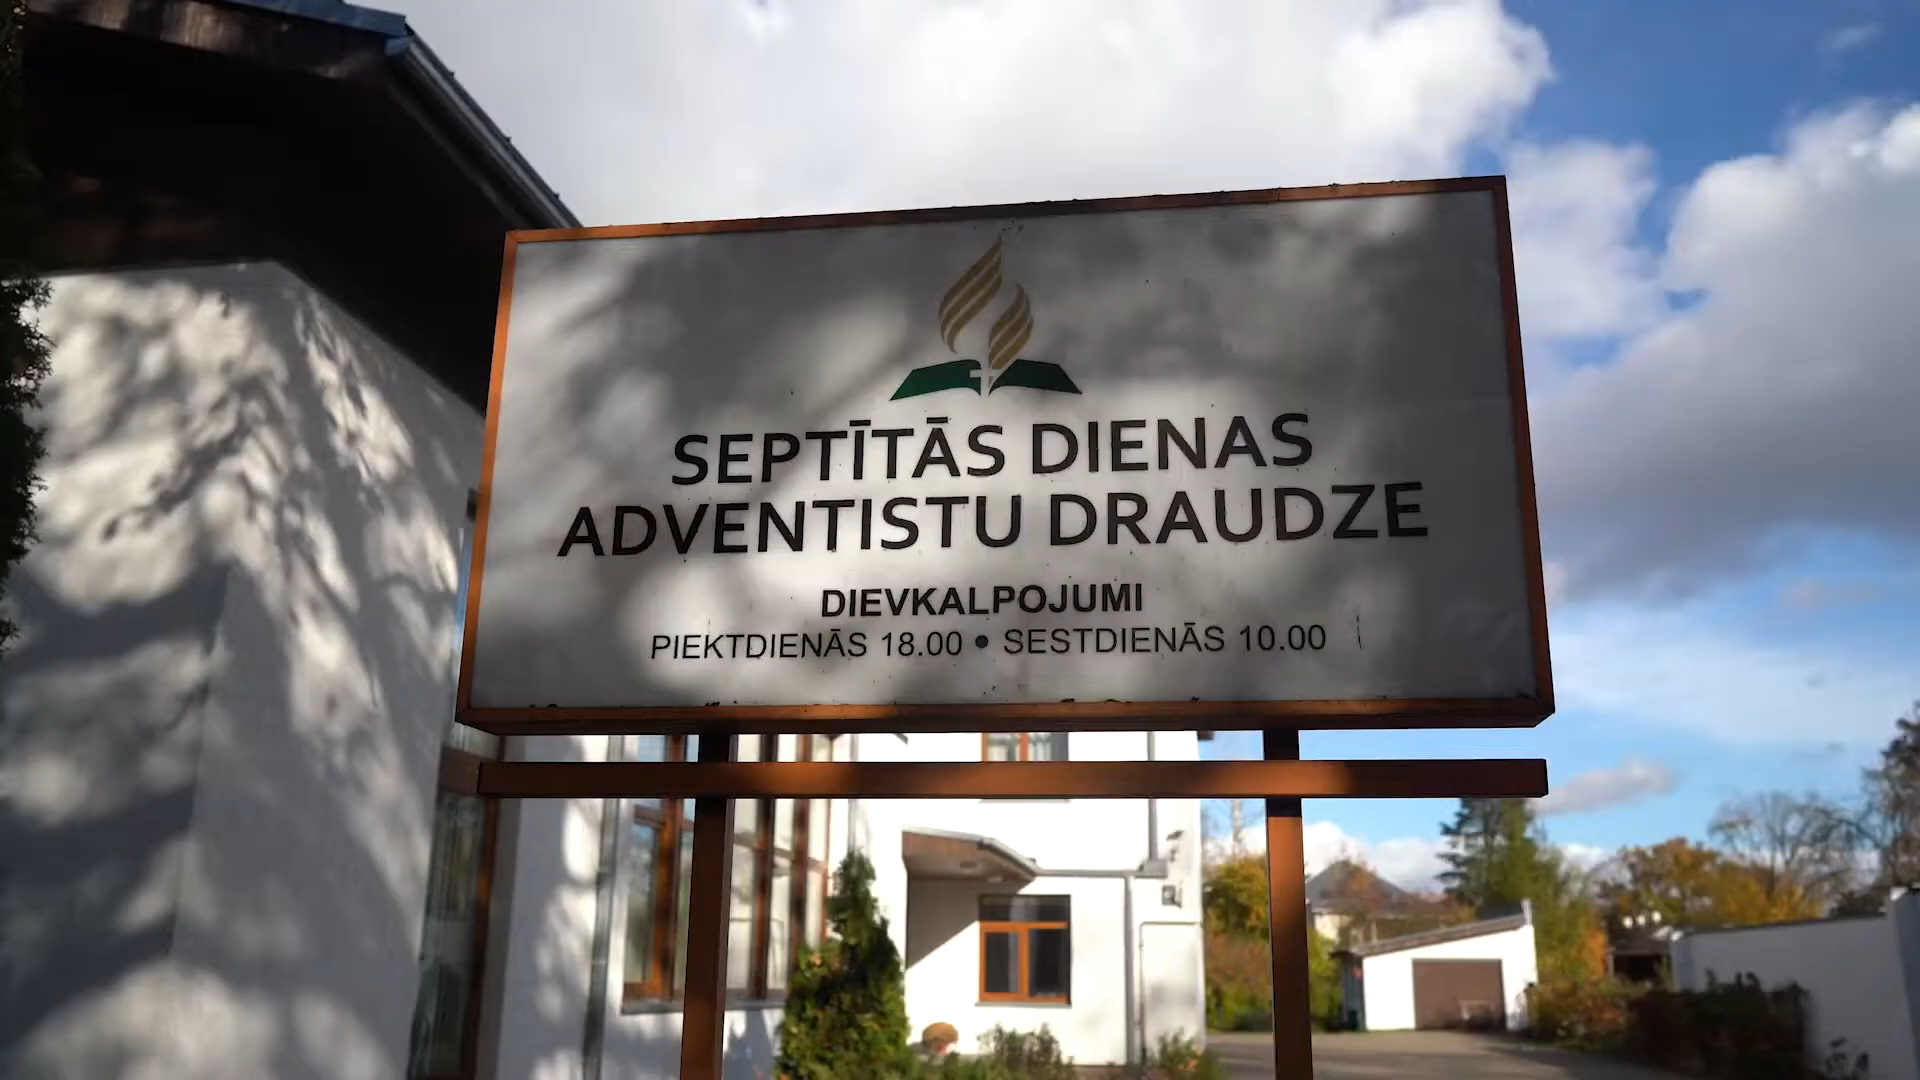 SEPTĪTĀS DIENAS
ADVENTISTU DRAUDZE
DIEVKALPOJUMI
PIEKTDIENĀS 18.00 • SESTDIENĀS 10.00